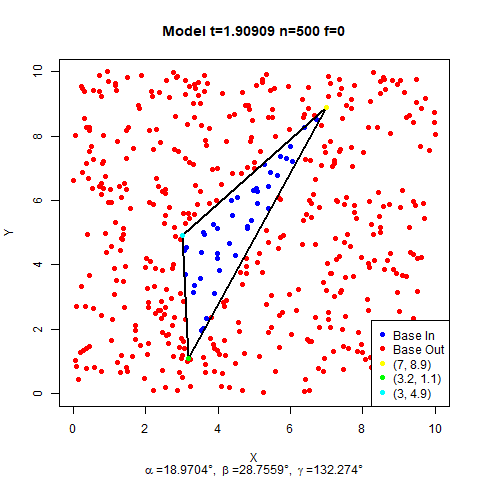 Model t=1.90909 n=500 f=0
10
8
6
4
2
0
Y
Base In
Base Out
(7, 8.9)
(3.2, 1.1)
(3, 4.9)
0 2 4 6 8 10
X
α=18.9704°, β=28.7559°, γ=132.274°